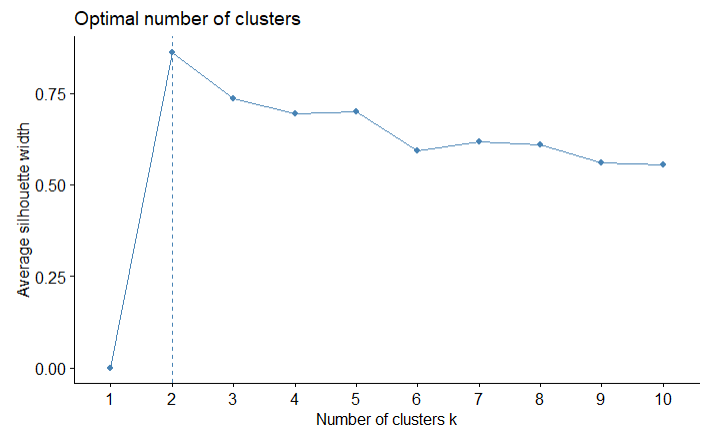 Optimal number of clusters
Average silhouette width
0.75
0.50
0.25
0.00
1 2 3 4 5 6 7 8 9 10
Number of clusters k